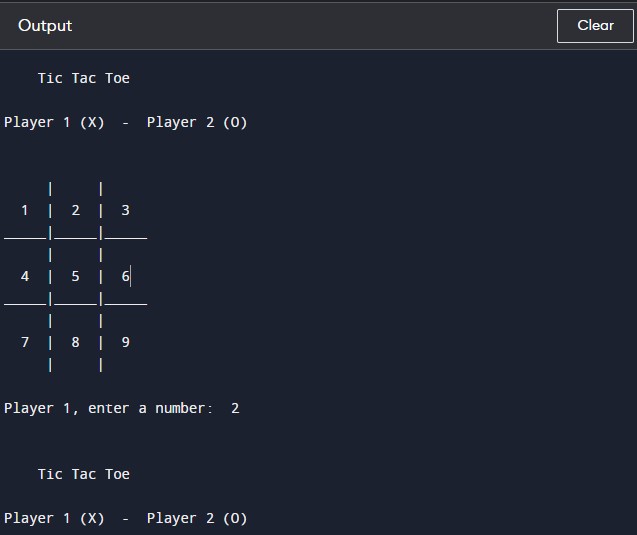 Output
Clear
Tic Tac Toe
Player 1 (X)  -  Player 2 (O)
     |     |
  1  |  2  |  3
_____|_____|_____
     |     |
  4  |  5  |  6
_____|_____|_____
     |     |
  7  |  8  |  9
     |     |
Player 1, enter a number:  2
Tic Tac Toe
Player 1 (X)  -  Player 2 (O)